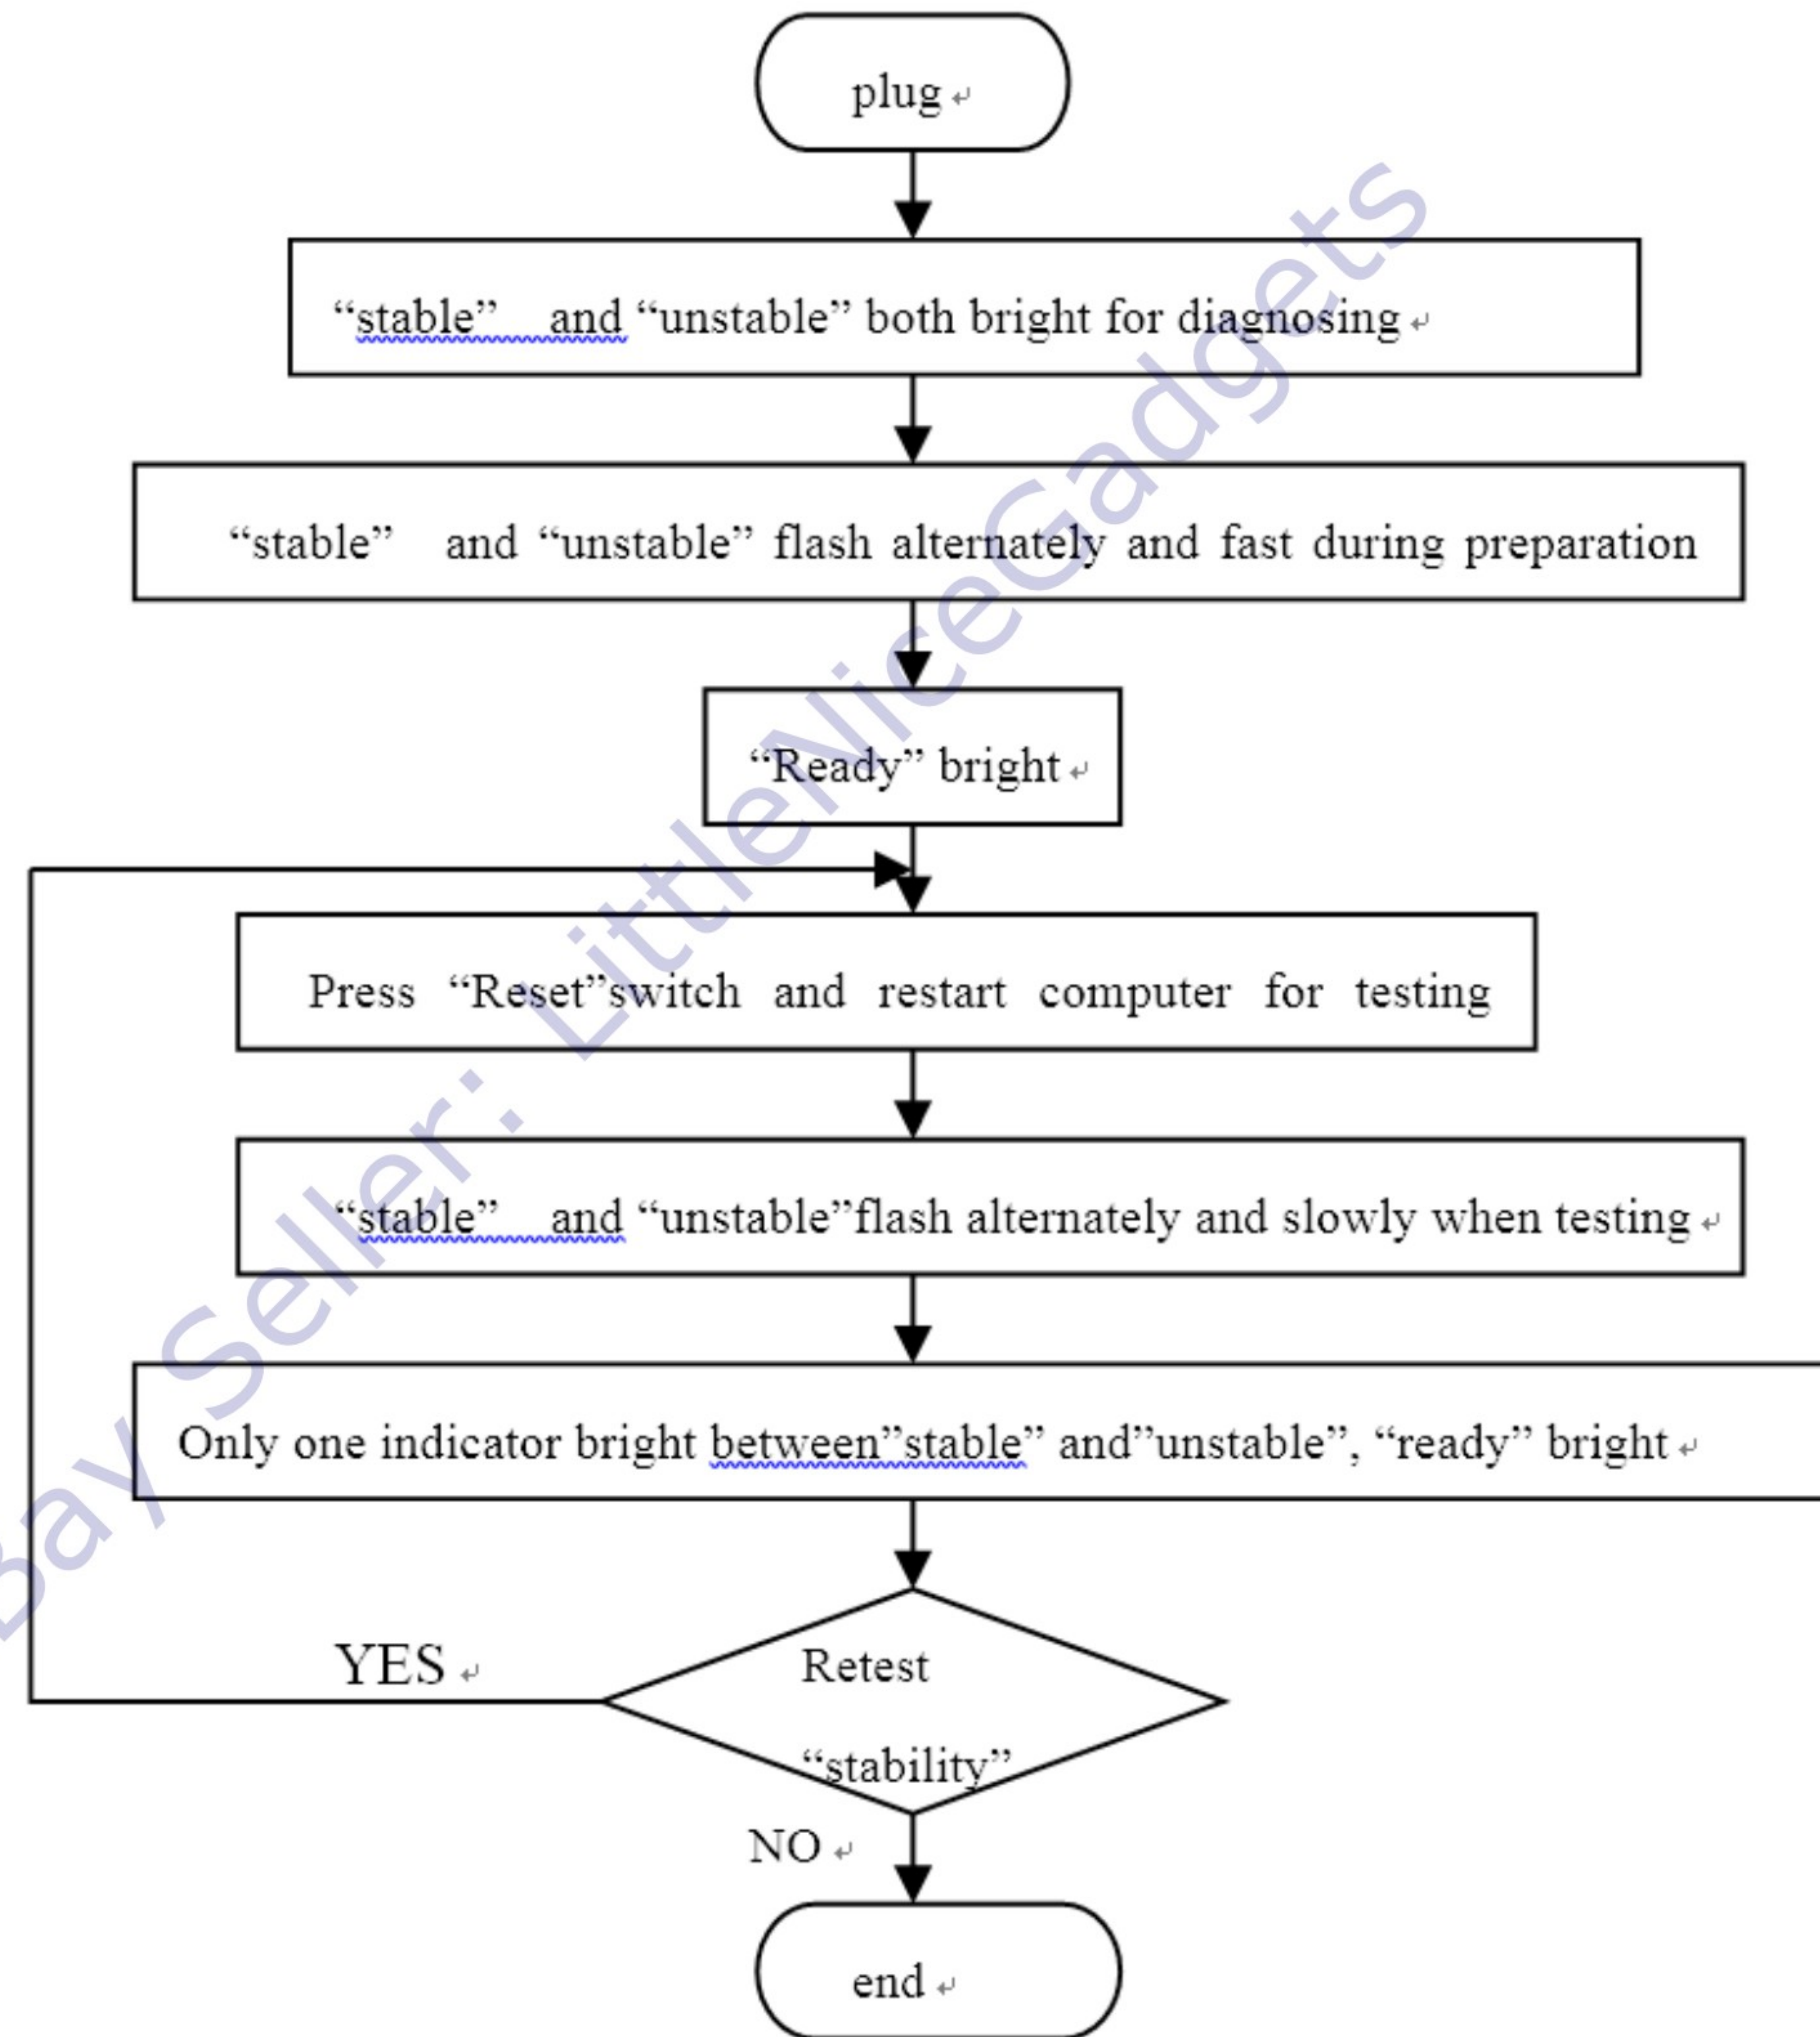 plug
“stable” and “unstable” both bright for diagnosing
“stable” and “unstable” flash alternately and fast during preparation
“Ready” bright
Press “Reset”switch and restart computer for testing
“stable” and “unstable”flash alternately and slowly when testing
Only one indicator bright between”stable” and”unstable”, “ready” bright
Retest
“stability”
YES
NO
end
Bay Seller: LittleNiceGadgets